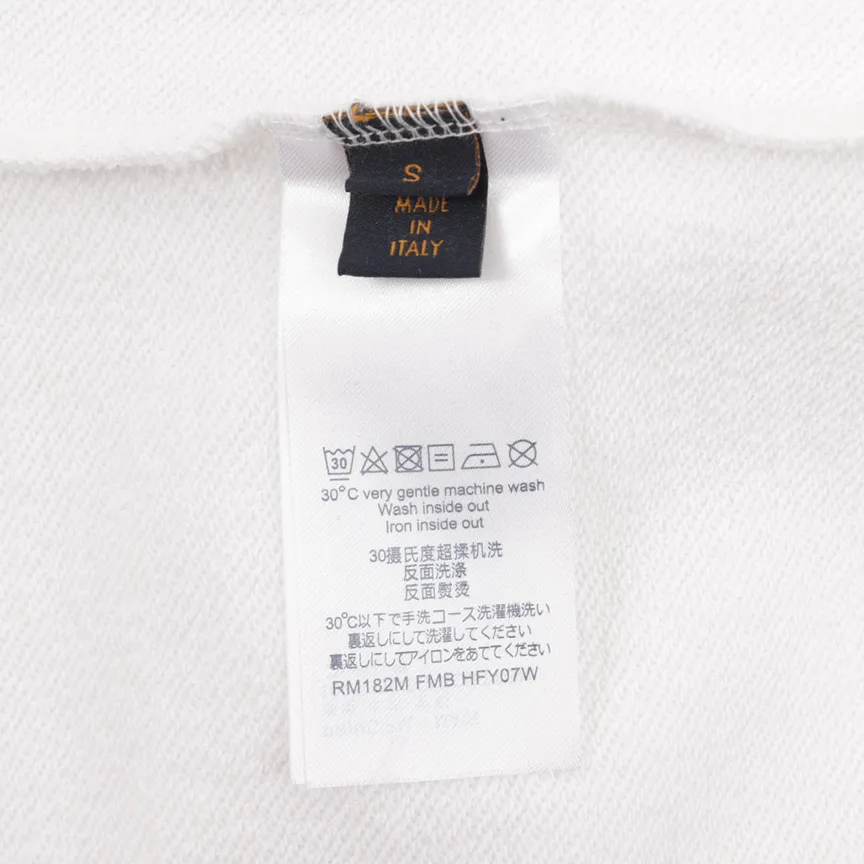 S
MADE
IN
ITALY
30
30°C very gentle machine wash
Wash inside out
Iron inside out
30摄氏度超揉机洗
反面洗涤
反面熨烫
30℃以下で手洗コース洗濯機洗い
裏返しにして洗濯してください
裏返しにしてアイロンをあててください
RM182M FMB HFY07W